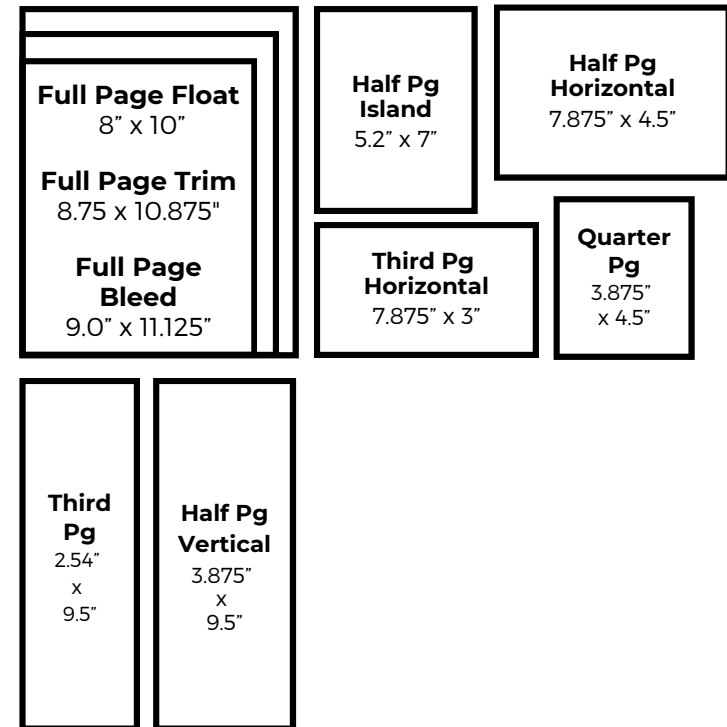 Full Page Float
8” x 10”
Full Page Trim
8.75 x 10.875"
Full Page
Bleed
9.0” x 11.125”
Half Pg
Island
5.2” x 7”
Half Pg
Horizontal
7.875” x 4.5”
Third Pg
Horizontal
7.875” x 3”
Quarter
Pg
3.875”
x 4.5”
Third
Pg
2.54”
x
9.5”
Half Pg
Vertical
3.875”
x
9.5”